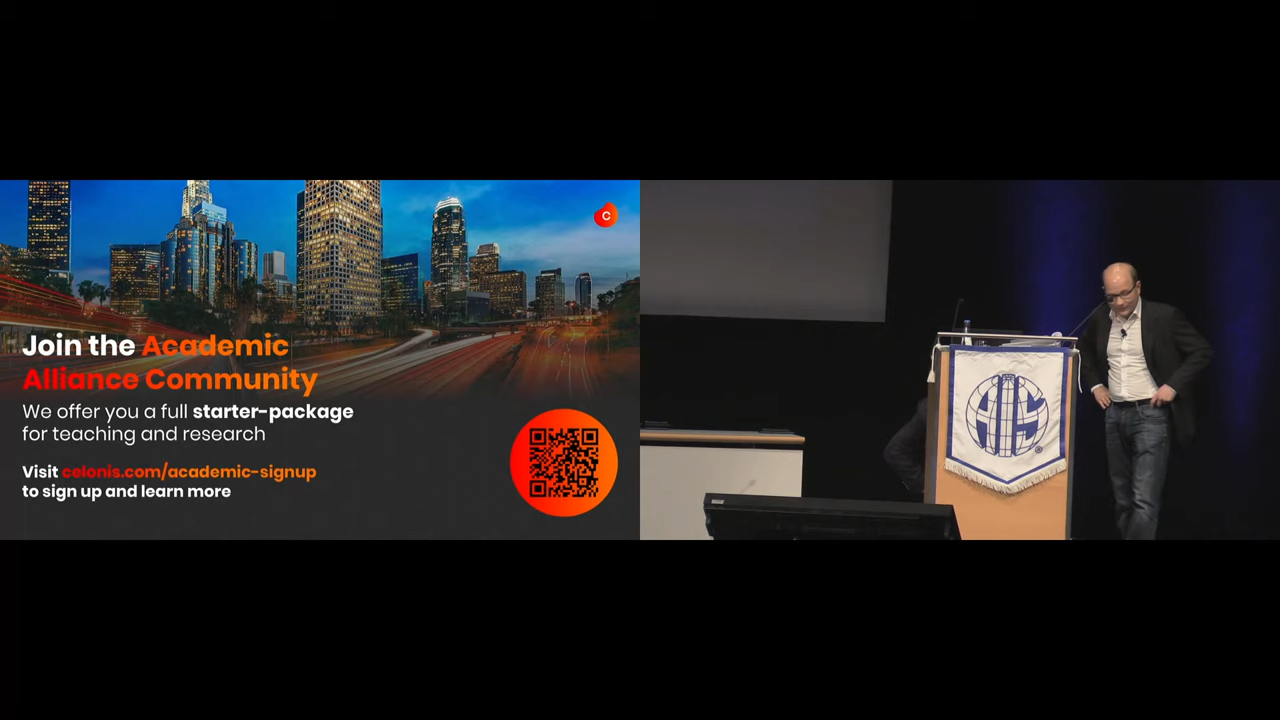 C
Join the Academic
Alliance Community
We offer you a full starter-package
for teaching and research
Visit celonis.com/academic-signup
to sign up and learn more
AIS
®